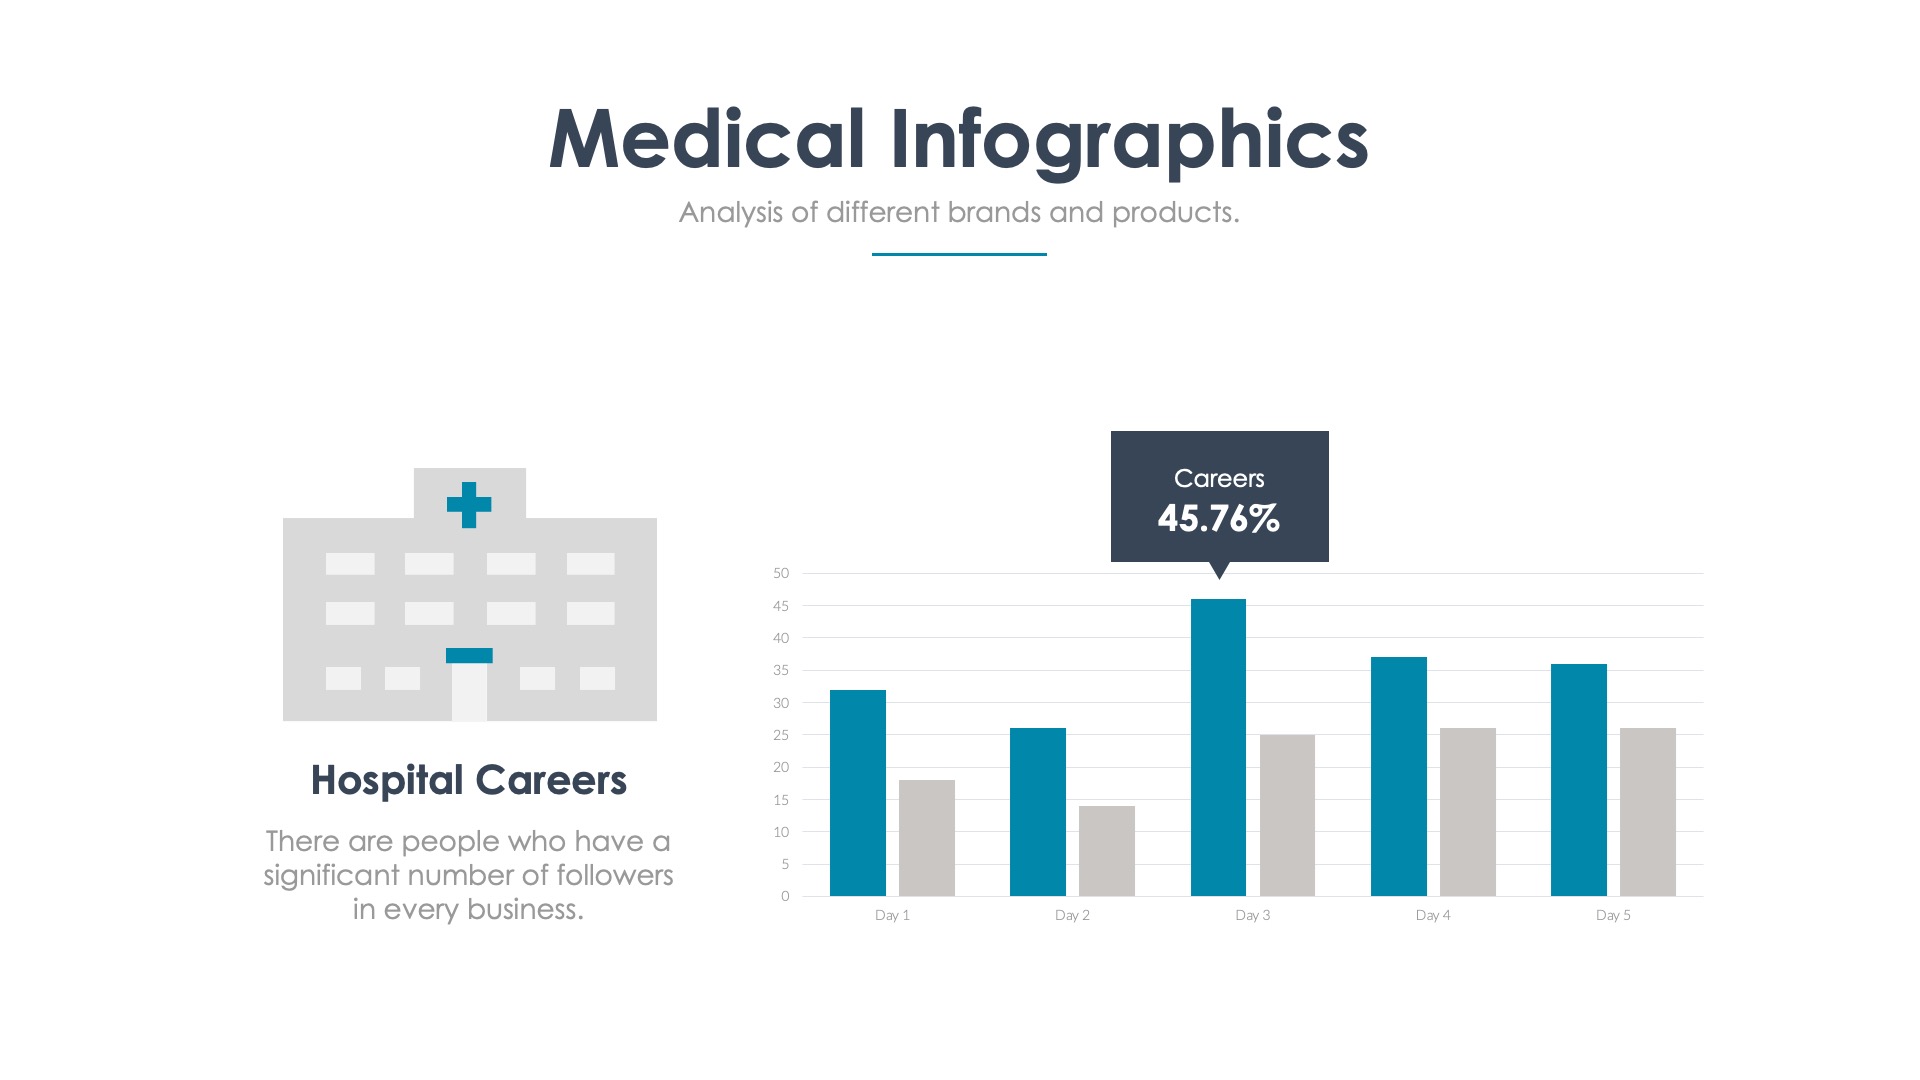 Medical Infographics
Analysis of different brands and products.
Hospital Careers
There are people who have a
significant number of followers
in every business.
Careers
45.76%
50
45
40
35
30
25
20
15
10
5
0
Day 1
Day 2
Day 3
Day 4
Day 5